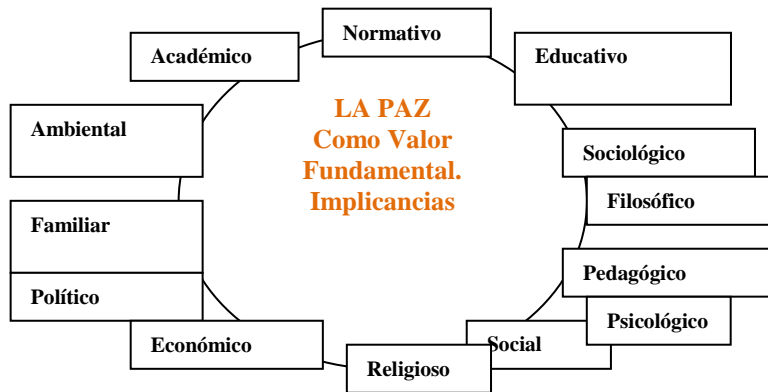 Normativo
Académico
Educativo
LA PAZ
Como Valor
Fundamental.
Implicancias
Ambiental
Sociológico
Filosófico
Familiar
Pedagógico
Político
Psicológico
Económico
Social
Religioso